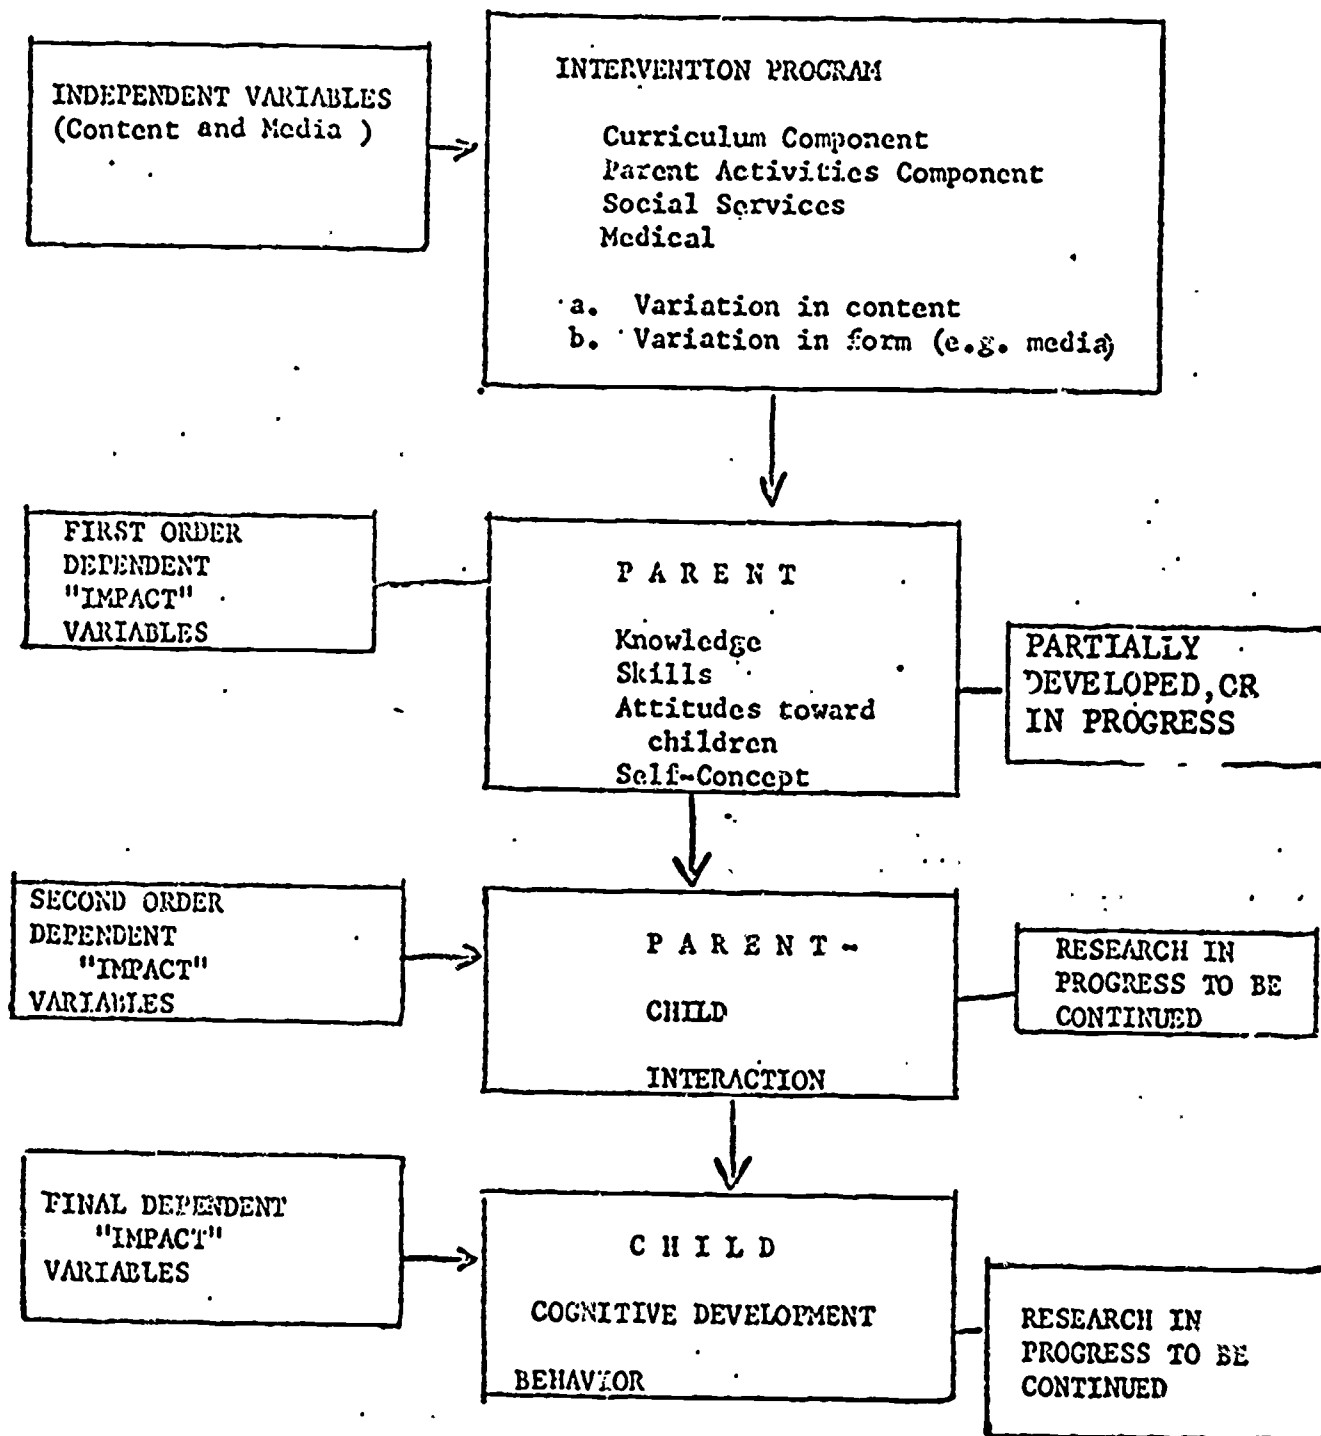 INDEPENDENT VARIABLES
(Content and Media )
INTERVENTION PROGRAM
Curriculum Component
Parent Activities Component
Social Services
Medical
a. Variation in content
b. Variation in form (e.g. media)
FIRST ORDER
DEPENDENT
"IMPACT"
VARIABLES
P A R E N T
Knowledge
Skills
Attitudes toward
children
Self-Concept
PARTIALLY
DEVELOPED, OR
IN PROGRESS
SECOND ORDER
DEPENDENT
"IMPACT"
VARIABLES
P A R E N T -
CHILD
INTERACTION
RESEARCH IN
PROGRESS TO BE
CONTINUED
FINAL DEPENDENT
"IMPACT"
VARIABLES
C H I L D
COGNITIVE DEVELOPMENT
BEHAVIOR
RESEARCH IN
PROGRESS TO BE
CONTINUED